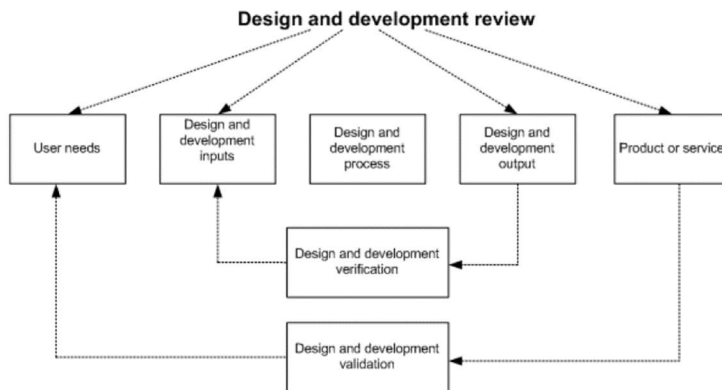 Design and development review
User needs
Design and
development
inputs
Design and
development
process
Design and
development
output
Product or service
Design and development
verification
Design and development
validation